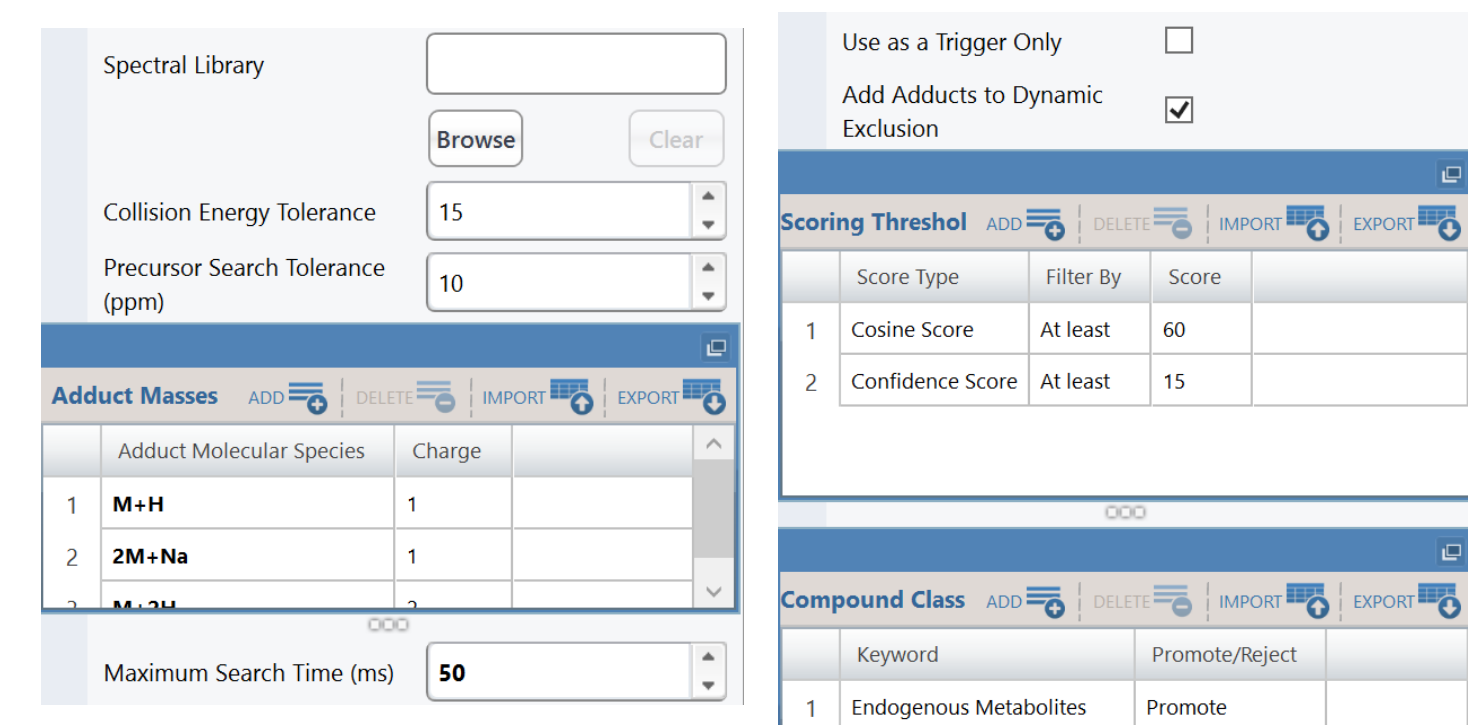 Spectral Library
Browse
Clear
Collision Energy Tolerance
15
Precursor Search Tolerance
(ppm)
10
Adduct Masses ADD DELETE IMPORT EXPORT
Adduct Molecular Species Charge
1 M+H 1
2 2M+Na 1
M+2H
Maximum Search Time (ms)
50
Use as a Trigger Only
Add Adducts to Dynamic
Exclusion
Scoring Threshol ADD DELETE IMPORT EXPORT
Score Type Filter By Score
1 Cosine Score At least 60
2 Confidence Score At least 15
Compound Class ADD DELETE IMPORT EXPORT
Keyword Promote/Reject
1 Endogenous Metabolites Promote